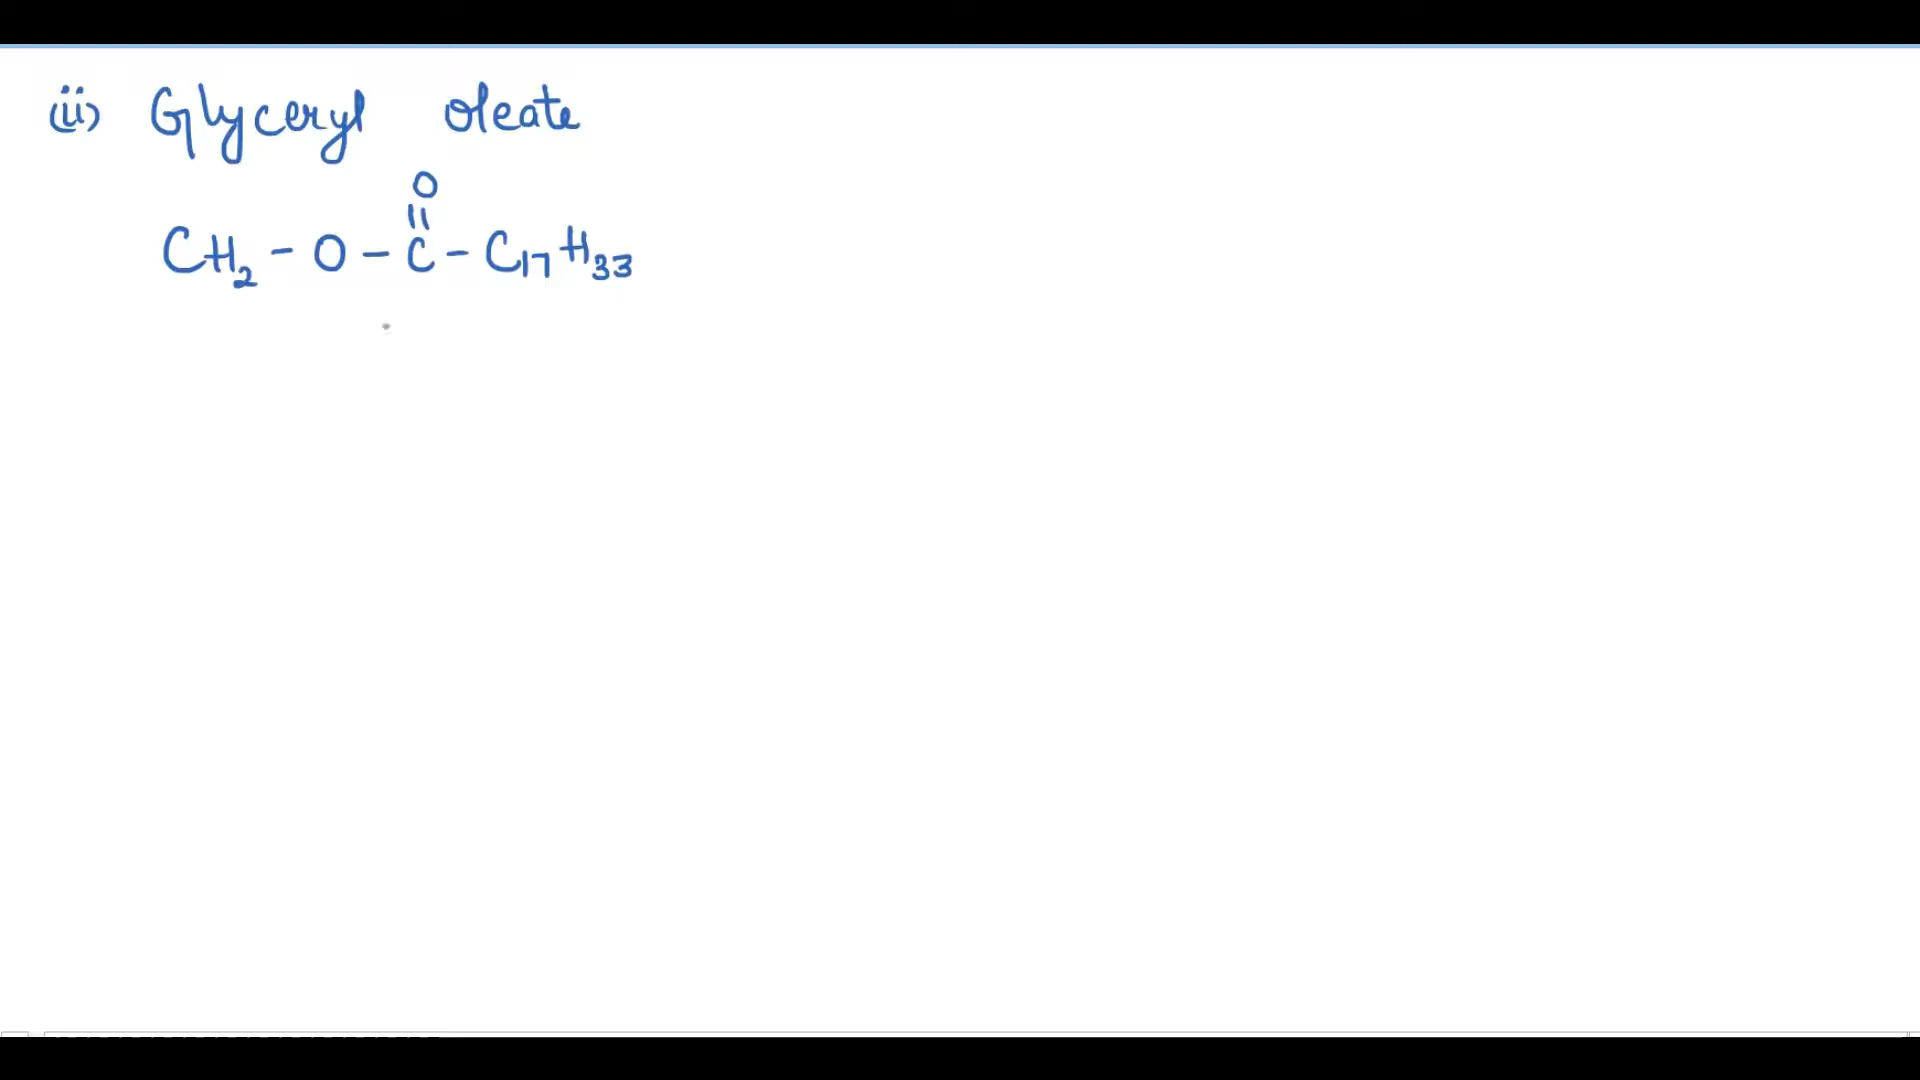 (ii) Glyceryl oleate
O
||
CH₂ - O - C - C₁₇H₃₃